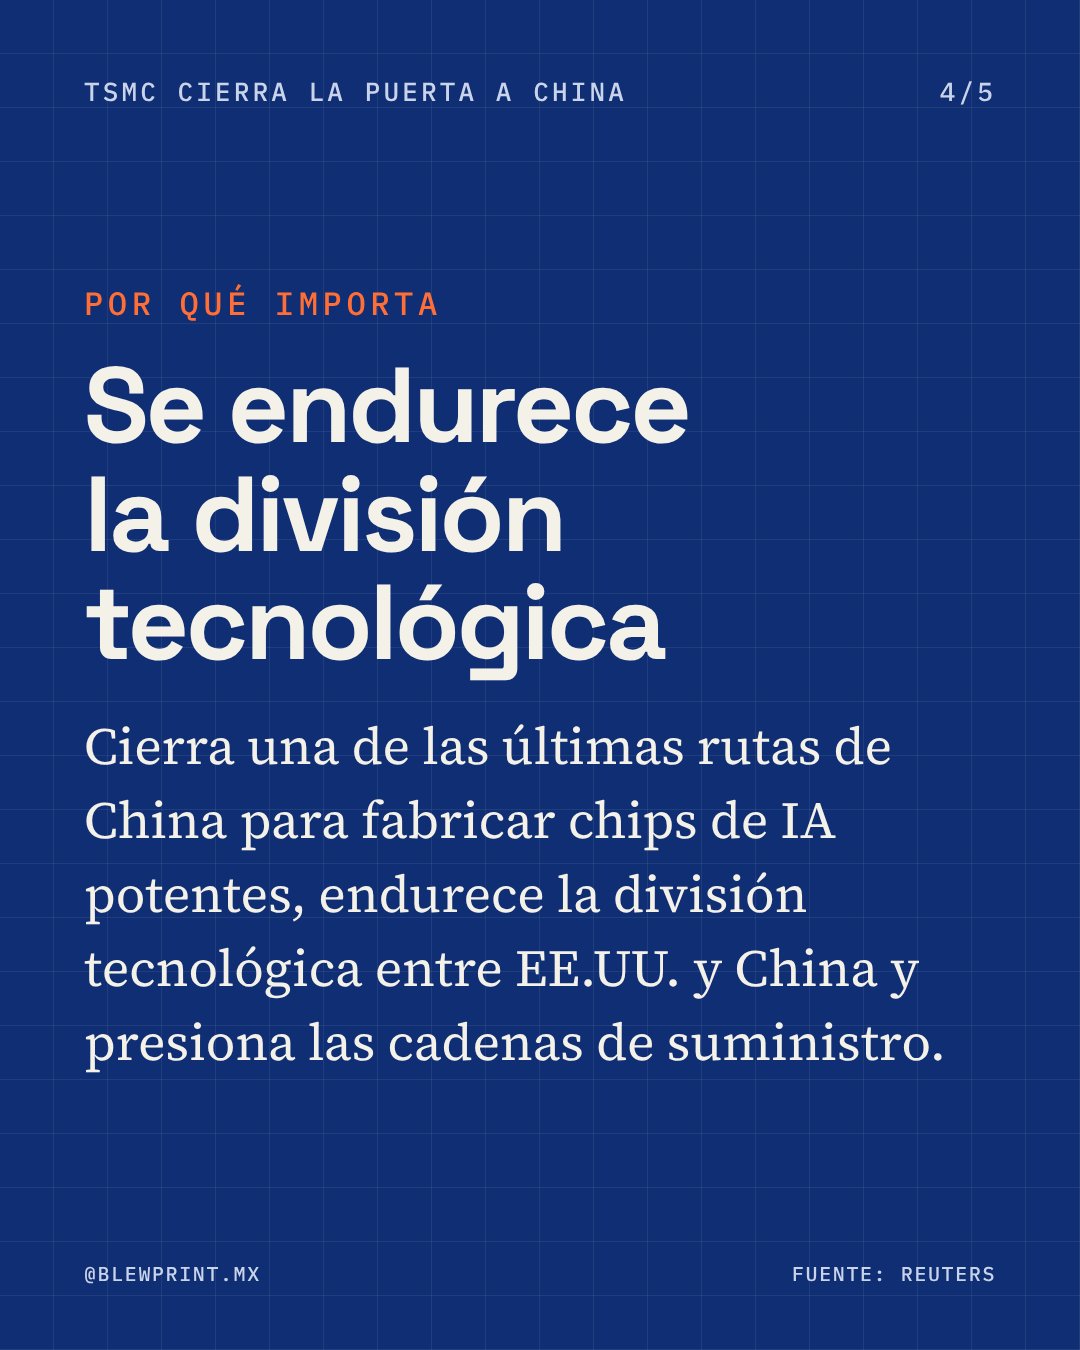 TSMC CIERRA LA PUERTA A CHINA
4/5
POR QUÉ IMPORTA
Se endurece
la división
tecnológica
Cierra una de las últimas rutas de
China para fabricar chips de IA
potentes, endurece la división
tecnológica entre EE.UU. y China y
presiona las cadenas de suministro.
@BLEWPRINT.MX
FUENTE: REUTERS